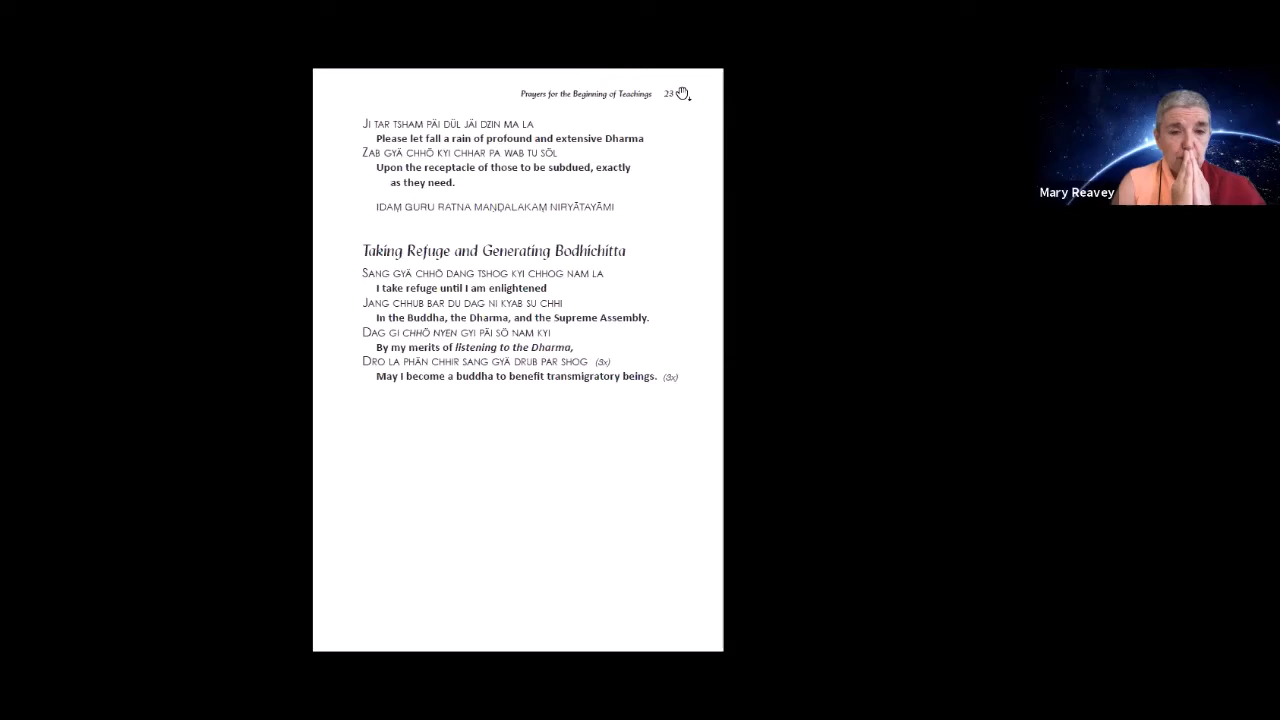 Prayers for the Beginning of Teachings 23
JI TAR TSHAM PÄI DÜL JÄI DZIN MA LA
Please let fall a rain of profound and extensive Dharma
ZAB GYÄ CHHÖ KYI CHHAR PA WAB TU SÖL
Upon the receptacle of those to be subdued, exactly
as they need.
IDAṂ GURU RATNA MAṆḌALAKAṂ NIRYĀTAYĀMI
Taking Refuge and Generating Bodhichitta
SANG GYÄ CHHÖ DANG TSHOG KYI CHHOG NAM LA
I take refuge until I am enlightened
JANG CHHUB BAR DU DAG NI KYAB SU CHHI
In the Buddha, the Dharma, and the Supreme Assembly.
DAG GI CHHÖ NYEN GYI PÄI SÖ NAM KYI
By my merits of listening to the Dharma,
DRO LA PHÄN CHHIR SANG GYÄ DRUB PAR SHOG (3x)
May I become a buddha to benefit transmigratory beings. (3x)
Mary Reavey